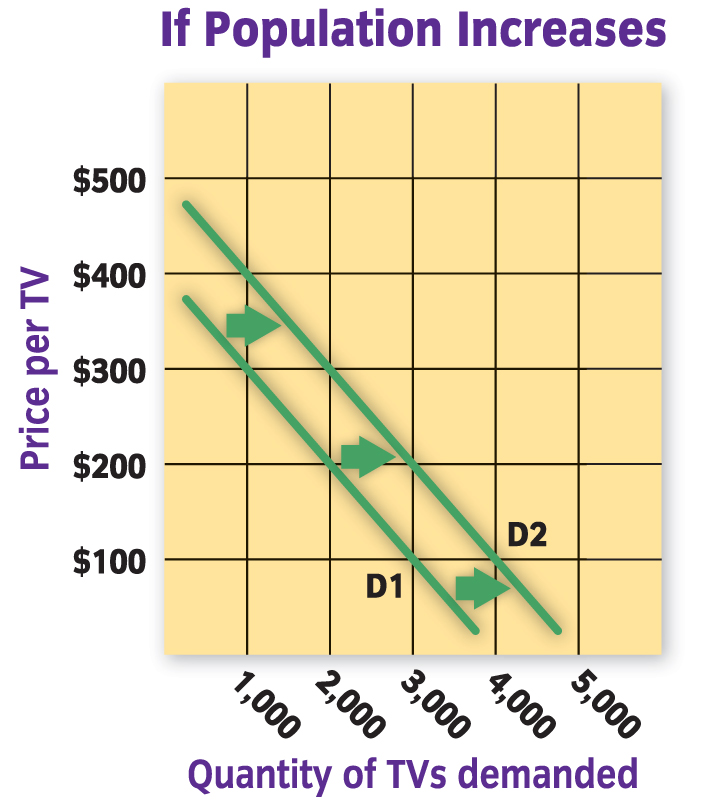 If Population Increases
Price per TV
$500
$400
$300
$200
$100
D1
D2
1,000
2,000
3,000
4,000
5,000
Quantity of TVs demanded